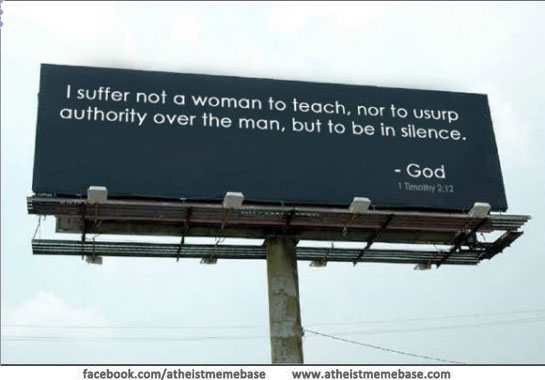 I suffer not a woman to teach, nor to usurp
authority over the man, but to be in silence.
- God
1 Timothy 2:12
facebook.com/atheistmemebase www.atheistmemebase.com